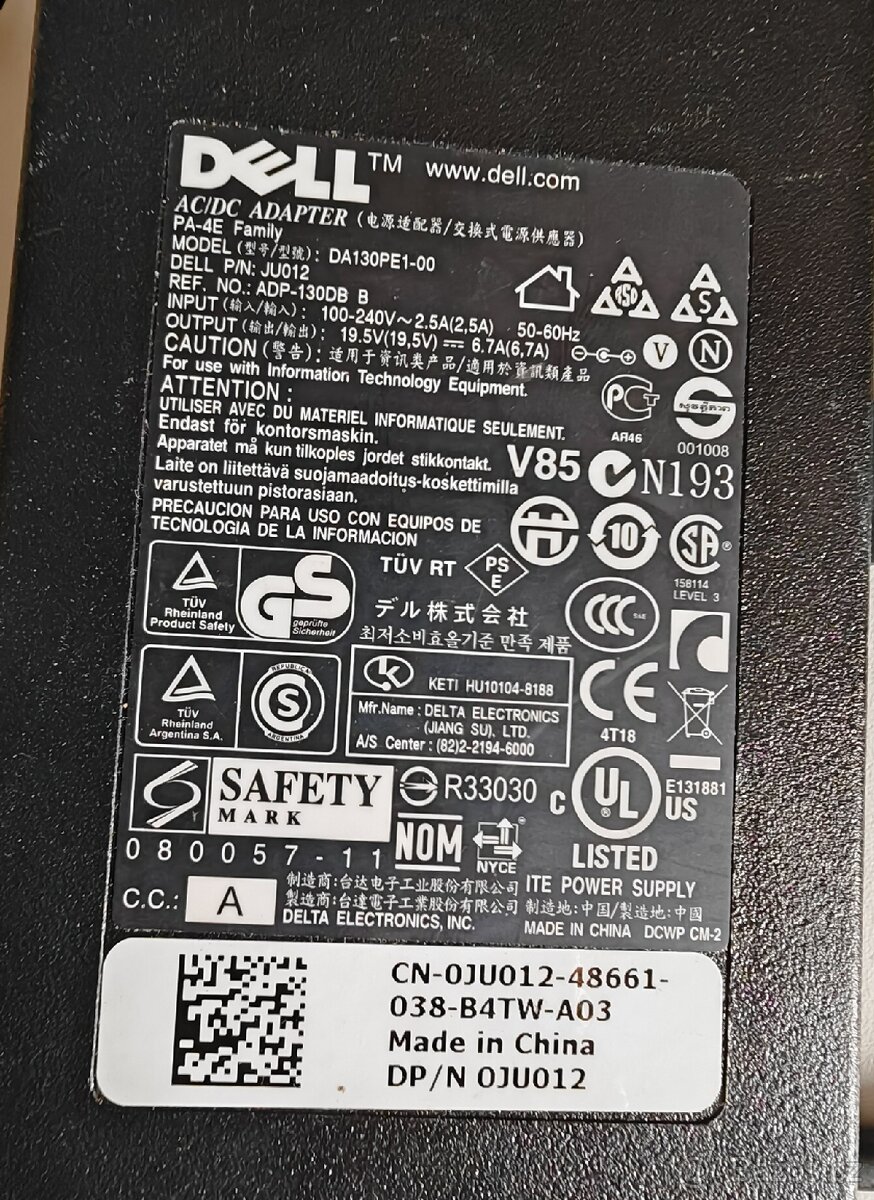 DELL™ www.dell.com
AC/DC ADAPTER (电源适配器/交換式電源供應器)
PA-4E Family
MODEL (型号/型號): DA130PE1-00
DELL P/N: JU012
REF. NO.: ADP-130DB B
INPUT (输入/輸入): 100-240V~2.5A(2,5A) 50-60Hz
OUTPUT (输出/輸出): 19.5V(19,5V) ⎓ 6.7A(6,7A)
CAUTION (警告): 适用于资讯类产品/適用於資訊類產品
For use with Information Technology Equipment.
ATTENTION :
UTILISER AVEC DU MATERIEL INFORMATIQUE SEULEMENT.
Endast för kontorsmaskin.
Apparatet må kun tilkoples jordet stikkontakt.
Laite on liitettävä suojamaadoitus-koskettimilla
varustettuun pistorasiaan.
PRECAUCION PARA USO CON EQUIPOS DE
TECNOLOGIA DE LA INFORMACION
S
V N
PCT
АЯ46
001008
V85 N193
10
SA®
158114
LEVEL 3
TÜV RT PS E
TÜV
Rheinland
Product Safety
GS
geprüfte
Sicherheit
デル株式会社
최저소비효율기준 만족 제품
CCC S&E
TÜV
Rheinland
Argentina S.A.
REPUBLICA
S
ARGENTINA
K KETI HU10104-8188
Mfr.Name : DELTA ELECTRONICS
(JIANG SU), LTD.
A/S Center : (82)2-2194-6000
CE
4T18
SAFETY
MARK
R33030
C UL® US
E131881
LISTED
080057-11
NOM
NYCE
ITE POWER SUPPLY
C.C.: A
制造商:台达电子工业股份有限公司
製造商:台達電子工業股份有限公司
DELTA ELECTRONICS, INC.
制造地:中国/製造地:中國
MADE IN CHINA DCWP CM-2
CN-0JU012-48661-
038-B4TW-A03
Made in China
DP/N 0JU012